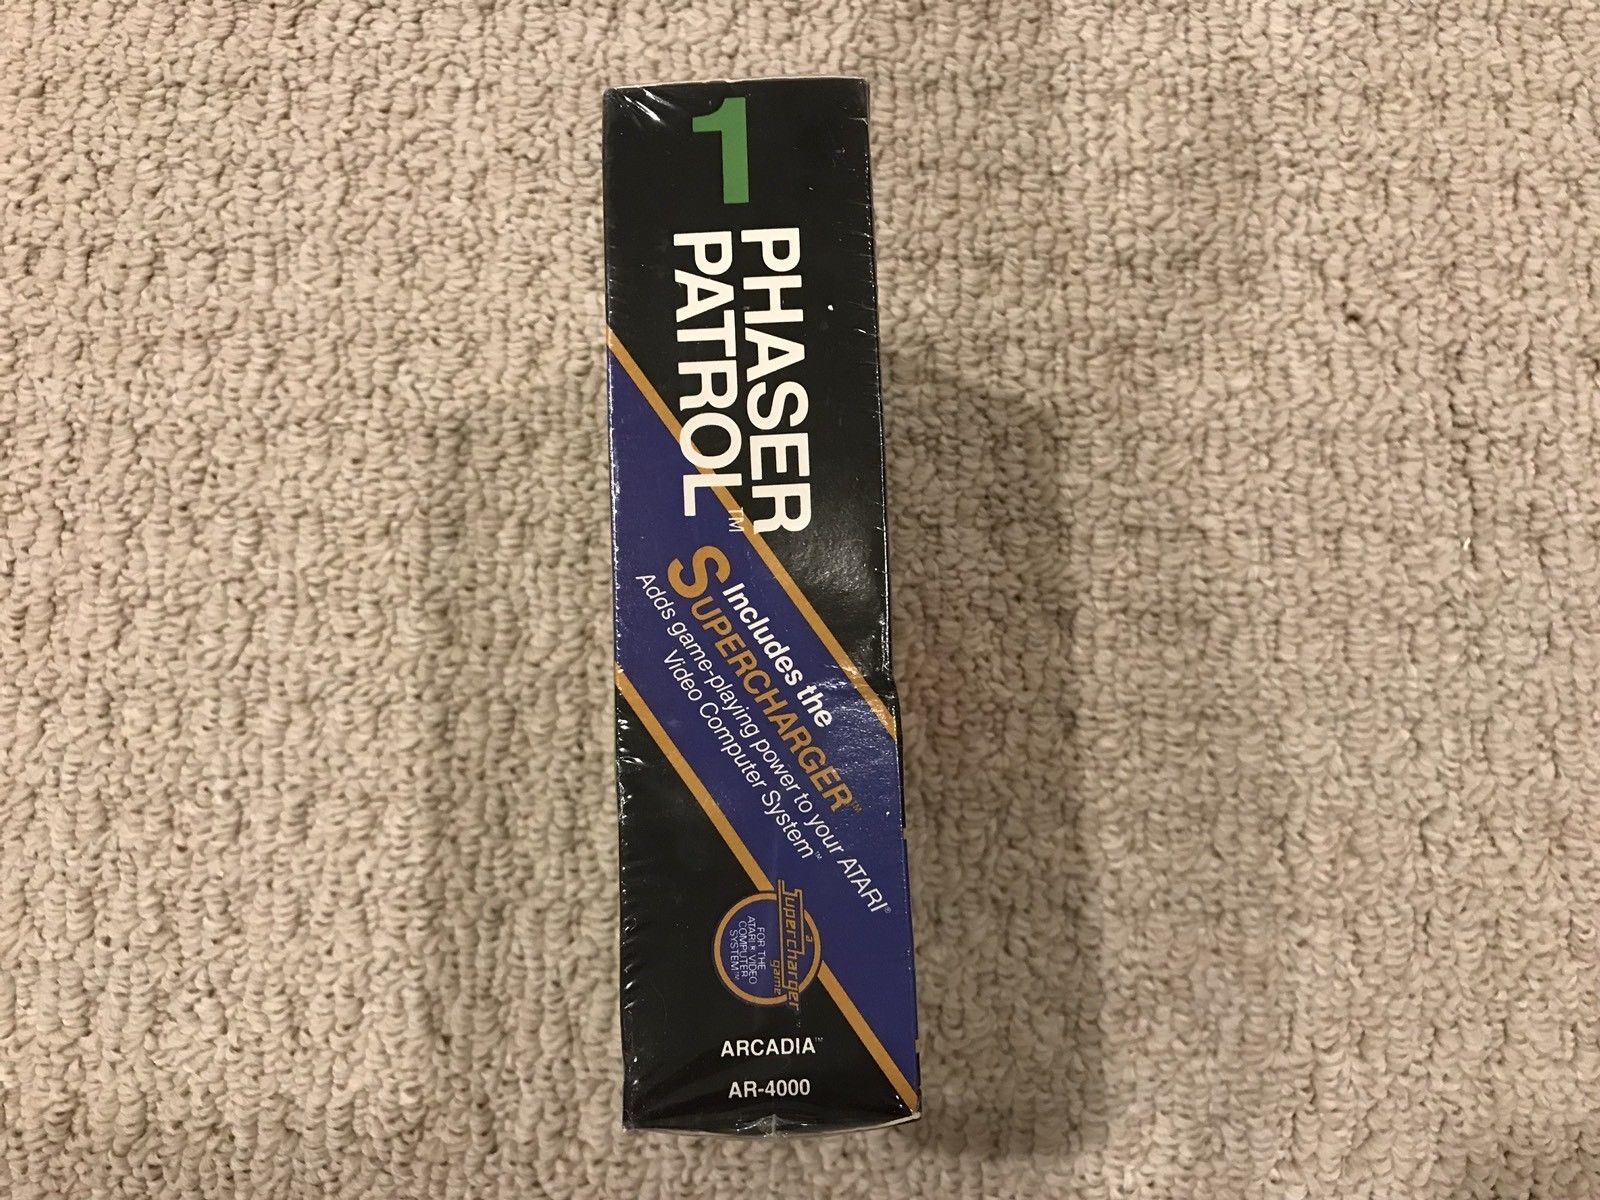 1
PHASER
PATROL™
Includes the
SUPERCHARGER™
Adds game-playing power to your ATARI®
Video Computer System™
a
Supercharger
game
FOR THE
ATARI® VIDEO
COMPUTER
SYSTEM™
ARCADIA™
AR-4000